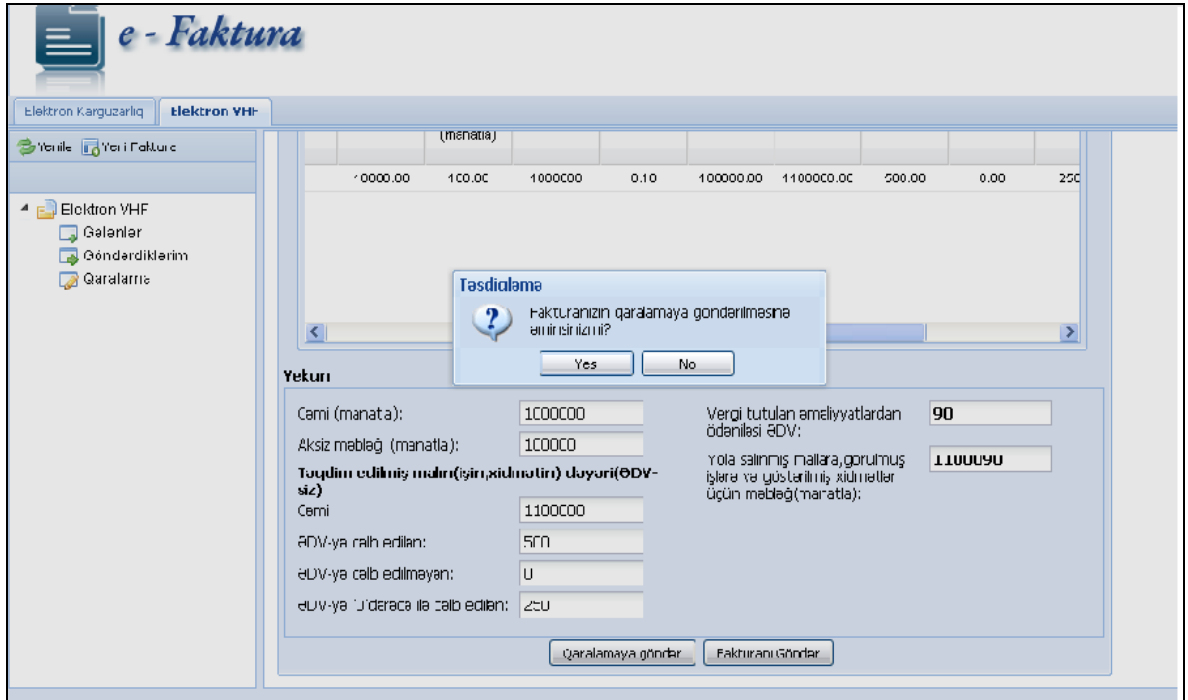 e - Faktura
Elektron Karguzarlıq Elektron VHF
Yenile Yeni Faktura
(manatla)
10000.00 100.00 1000000 0.10 100000.00 1100000.00 500.00 0.00 250
Elektron VHF
Gələnlər
Göndərdiklərim
Qaralama
Təsdiqləmə
Fakturanızın qaralamaya göndərilməsinə
əminsinizmi?
Yes No
Yekun
Cəmi (manatla): 1000000
Aksiz məbləğ (manatla): 100000
Təqdim edilmiş malın(işin,xidmətin) dəyəri(ƏDV-
siz)
Cəmi 1100000
ƏDV-yə cəlb edilən: 500
ƏDV-yə cəlb edilməyən: 0
ƏDV-yə "0"dərəcə ilə cəlb edilən: 250
Vergi tutulan əməliyyatlardan 90
ödəniləsi ƏDV:
Yola salınmış mallara,görülmüş 1100090
işlərə və göstərilmiş xidmətlər
üçün məbləğ(manatla):
Qaralamaya göndər Fakturanı Göndər